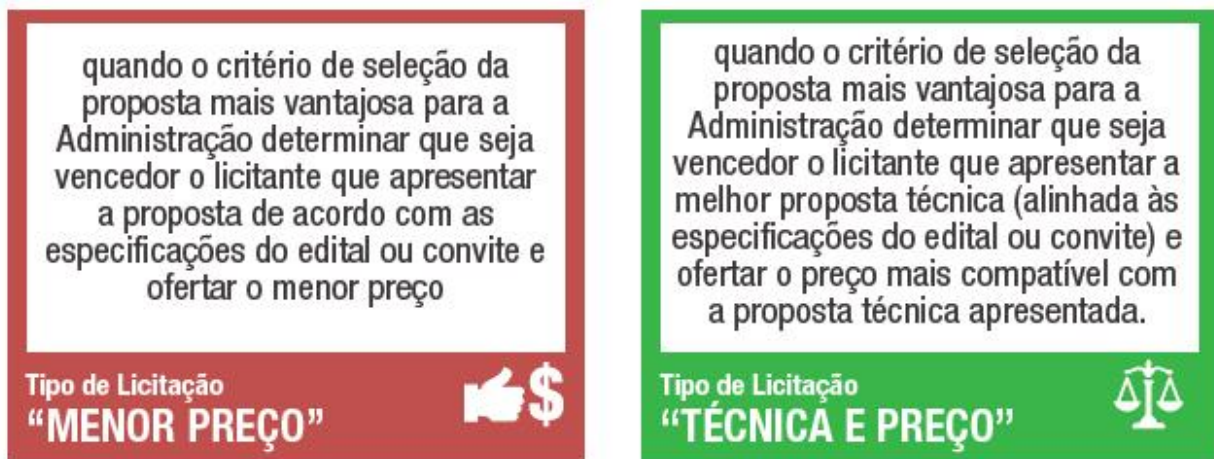 quando o critério de seleção da
proposta mais vantajosa para a
Administração determinar que seja
vencedor o licitante que apresentar
a proposta de acordo com as
especificações do edital ou convite e
ofertar o menor preço
Tipo de Licitação
“MENOR PREÇO”
$
quando o critério de seleção da
proposta mais vantajosa para a
Administração determinar que seja
vencedor o licitante que apresentar a
melhor proposta técnica (alinhada às
especificações do edital ou convite) e
ofertar o preço mais compatível com
a proposta técnica apresentada.
Tipo de Licitação
“TÉCNICA E PREÇO”